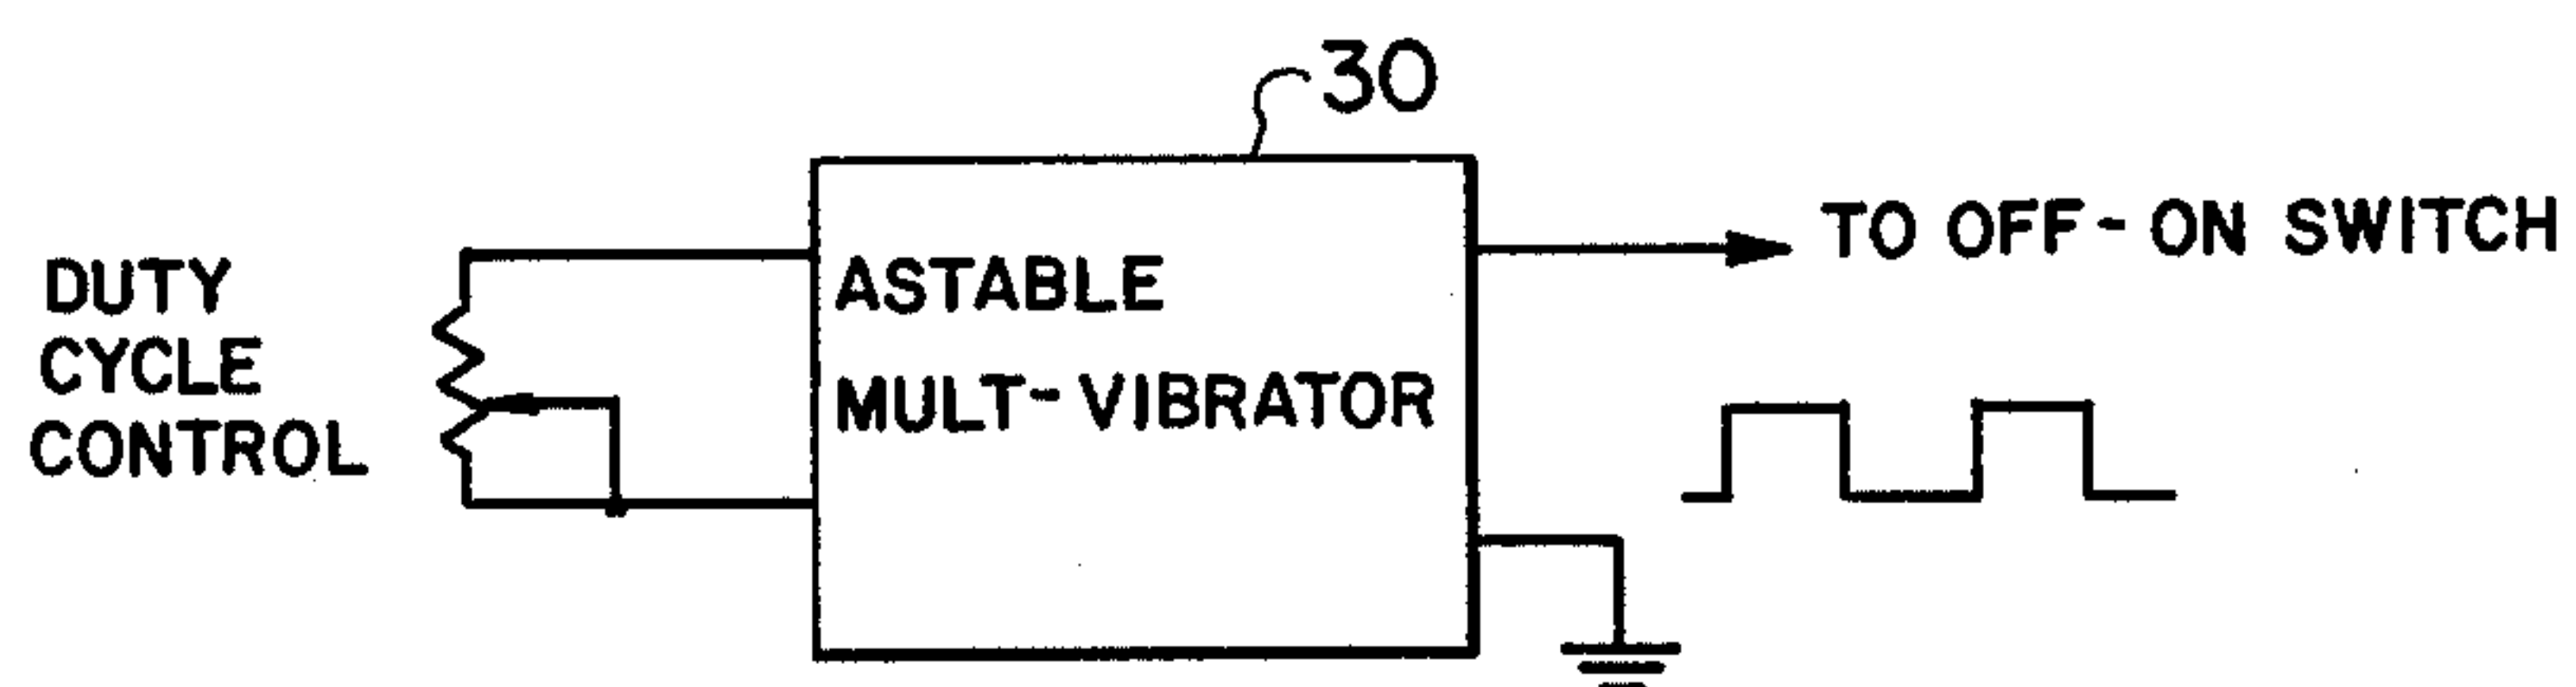 30
DUTY
CYCLE
CONTROL
ASTABLE
MULT-VIBRATOR
TO OFF-ON SWITCH